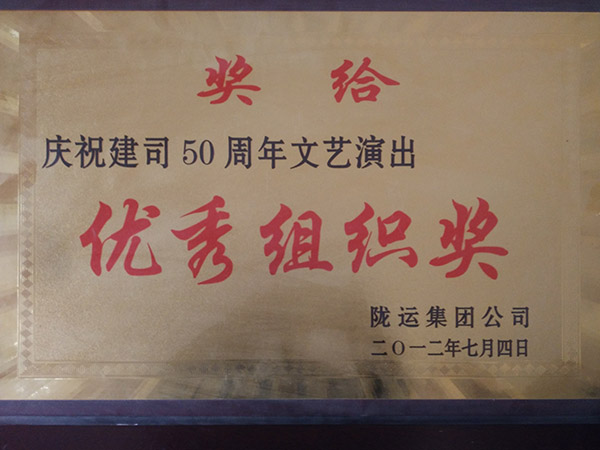 奖给
庆祝建司50周年文艺演出
优秀组织奖
陇运集团公司
二〇一二年七月四日